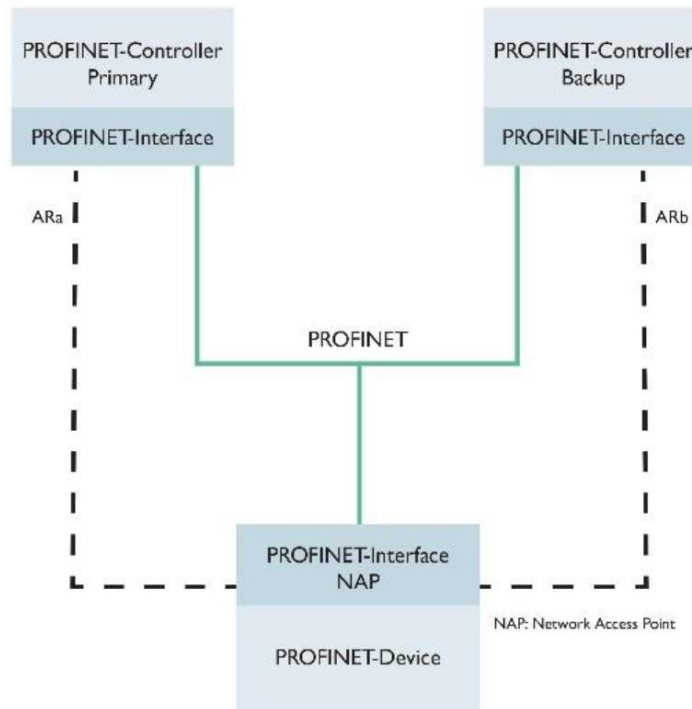 PROFINET-Controller
Primary
PROFINET-Interface
PROFINET-Controller
Backup
PROFINET-Interface
ARa
ARb
PROFINET
PROFINET-Interface
NAP
NAP: Network Access Point
PROFINET-Device